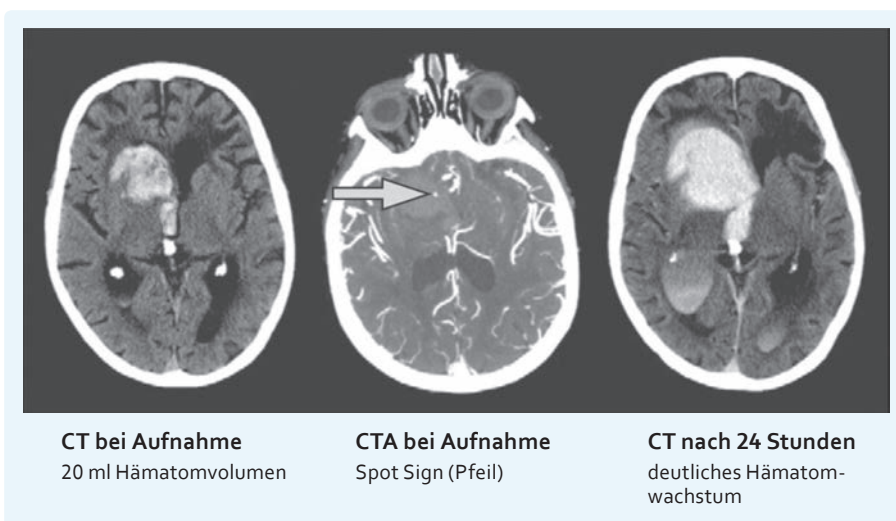 CT bei Aufnahme
20 ml Hämatomvolumen
CTA bei Aufnahme
Spot Sign (Pfeil)
CT nach 24 Stunden
deutliches Hämatom-
wachstum